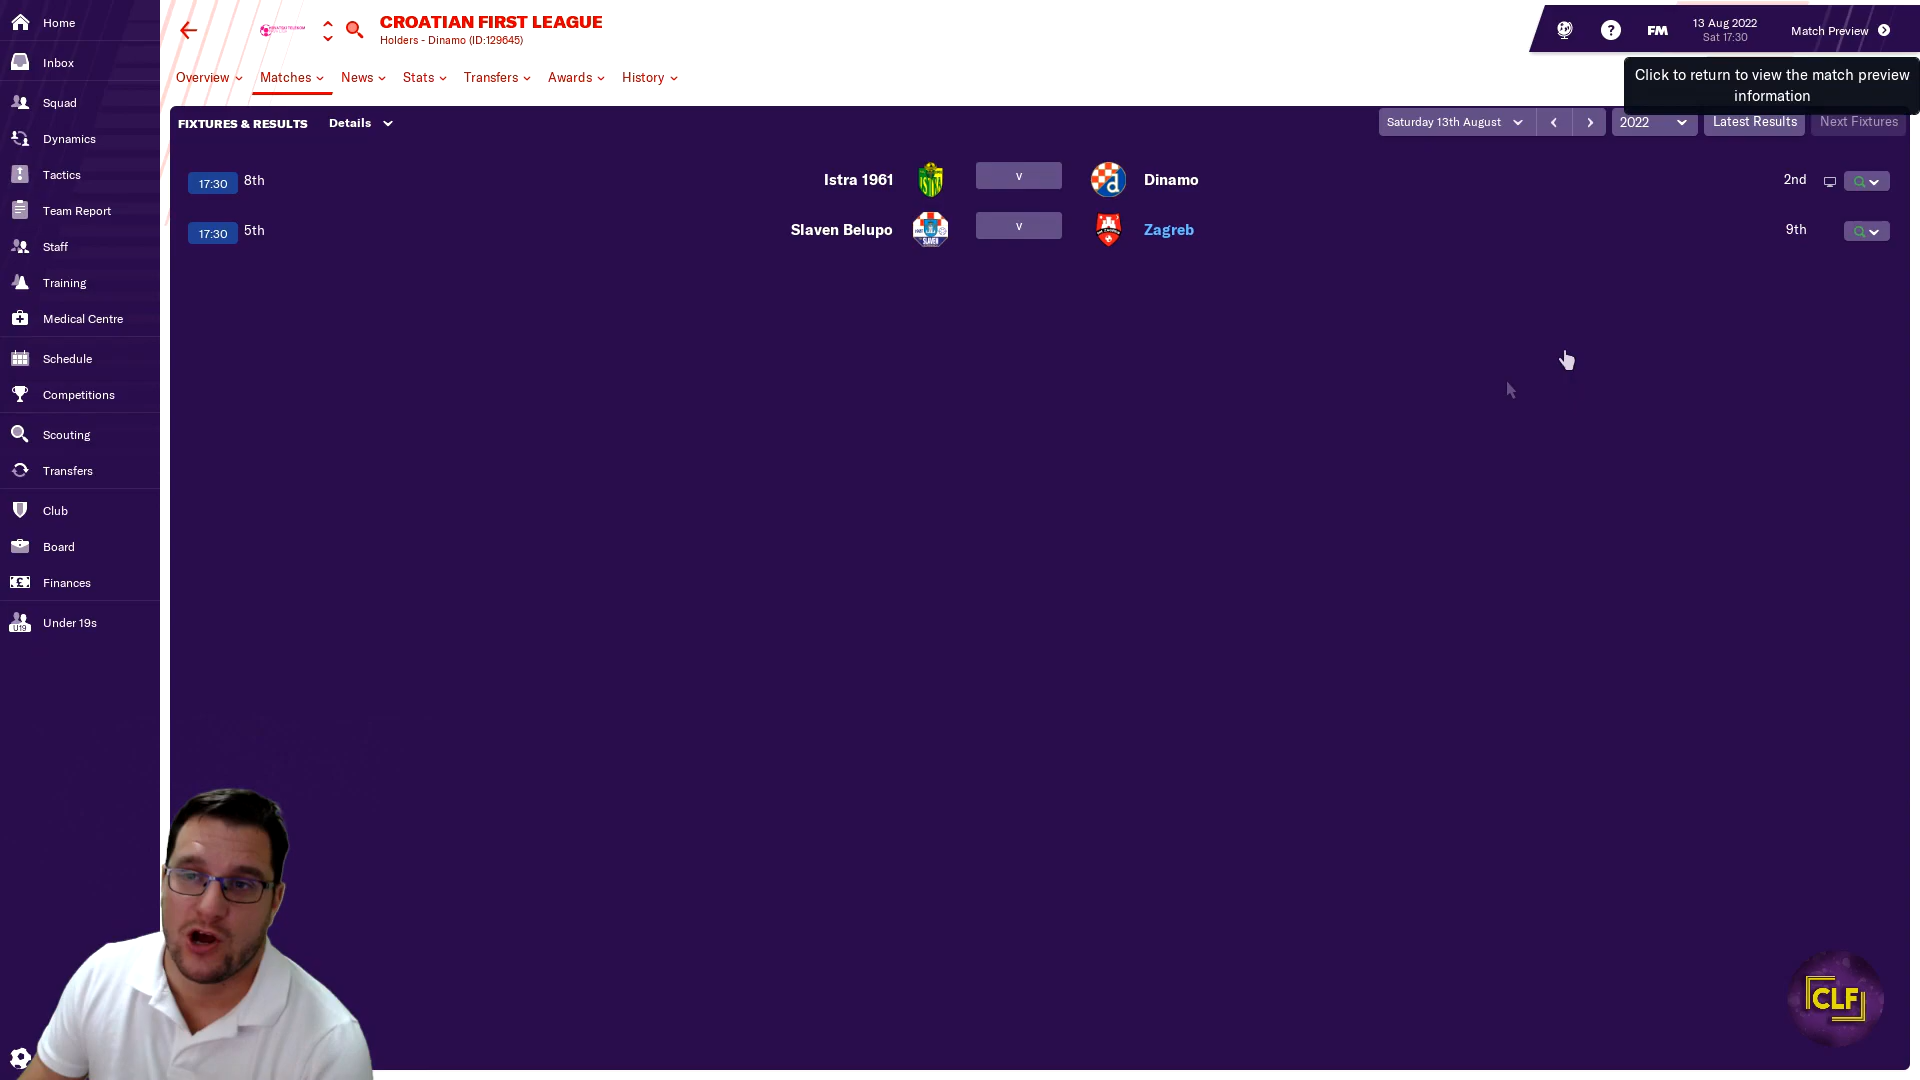 Home
Inbox
Squad
Dynamics
Tactics
Team Report
Staff
Training
Medical Centre
Schedule
Competitions
Scouting
Transfers
Club
Board
Finances
U19
Under 19s
CROATIAN FIRST LEAGUE
Holders - Dinamo (ID:129645)
? FM 13 Aug 2022
Sat 17:30
Match Preview
Overview Matches News Stats Transfers Awards History
Click to return to view the match preview
information
FIXTURES & RESULTS Details Saturday 13th August 2022 Latest Results Next Fixtures
17:30 8th Istra 1961 v Dinamo 2nd
17:30 5th Slaven Belupo v Zagreb 9th
CLF